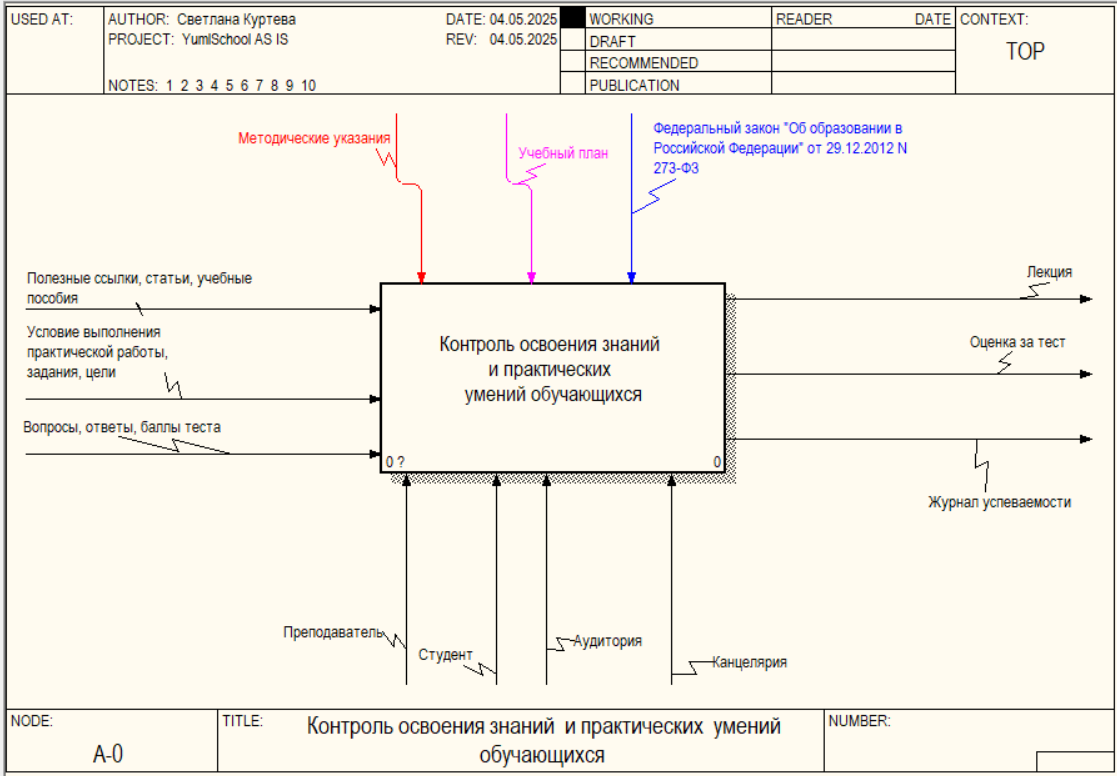 USED AT:
AUTHOR: Светлана Куртева
DATE: 04.05.2025
WORKING
READER
DATE
CONTEXT:
PROJECT: YumlSchool AS IS
REV: 04.05.2025
DRAFT
TOP
RECOMMENDED
NOTES: 1 2 3 4 5 6 7 8 9 10
PUBLICATION
Методические указания
Учебный план
Федеральный закон "Об образовании в
Российской Федерации" от 29.12.2012 N
273-ФЗ
Полезные ссылки, статьи, учебные
пособия
Условие выполнения
практической работы,
задания, цели
Вопросы, ответы, баллы теста
Контроль освоения знаний
и практических
умений обучающихся
0 ?
0
Лекция
Оценка за тест
Журнал успеваемости
Преподаватель
Студент
Аудитория
Канцелярия
NODE:
A-0
TITLE:
Контроль освоения знаний и практических умений
обучающихся
NUMBER: